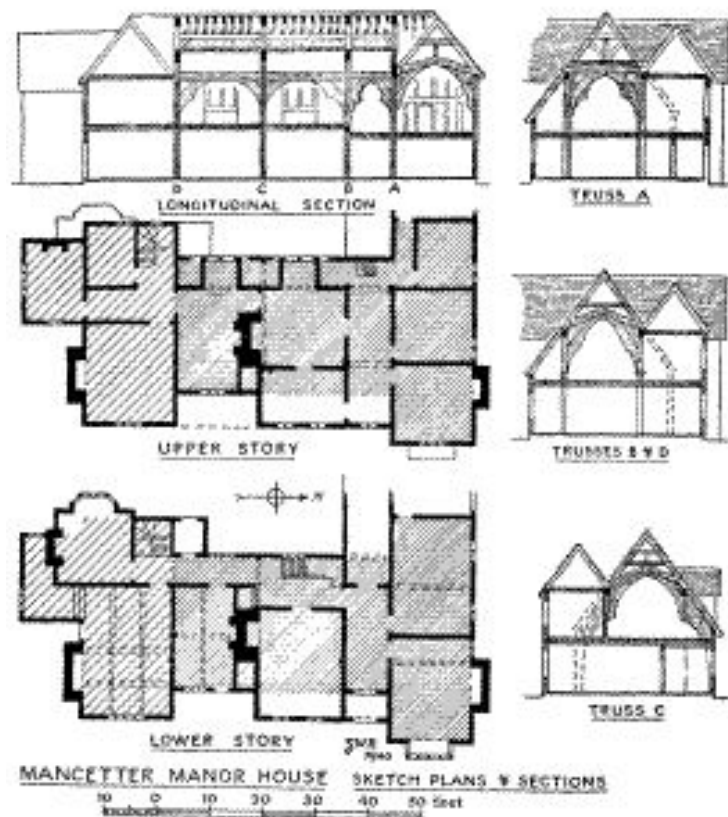 D C B A
LONGITUDINAL SECTION
TRUSS A
UPPER STORY
TRUSSES B & D
N
LOWER STORY
TRUSS C
MANCETTER MANOR HOUSE SKETCH PLANS & SECTIONS
10 0 10 20 30 40 50 feet